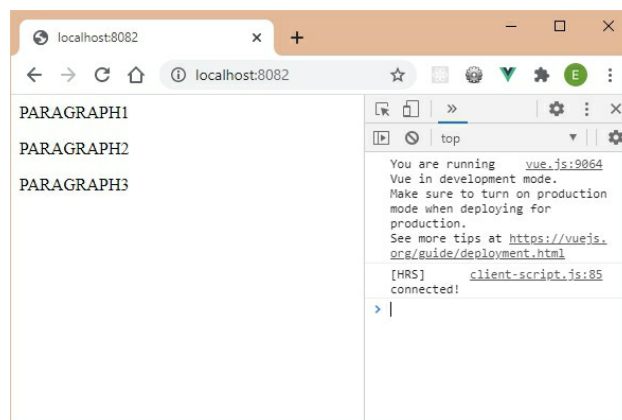 localhost:8082
localhost:8082
E
PARAGRAPH1
PARAGRAPH2
PARAGRAPH3
top
You are running vue.js:9064
Vue in development mode.
Make sure to turn on production
mode when deploying for
production.
See more tips at https://vuejs.
org/guide/deployment.html
[HRS] client-script.js:85
connected!